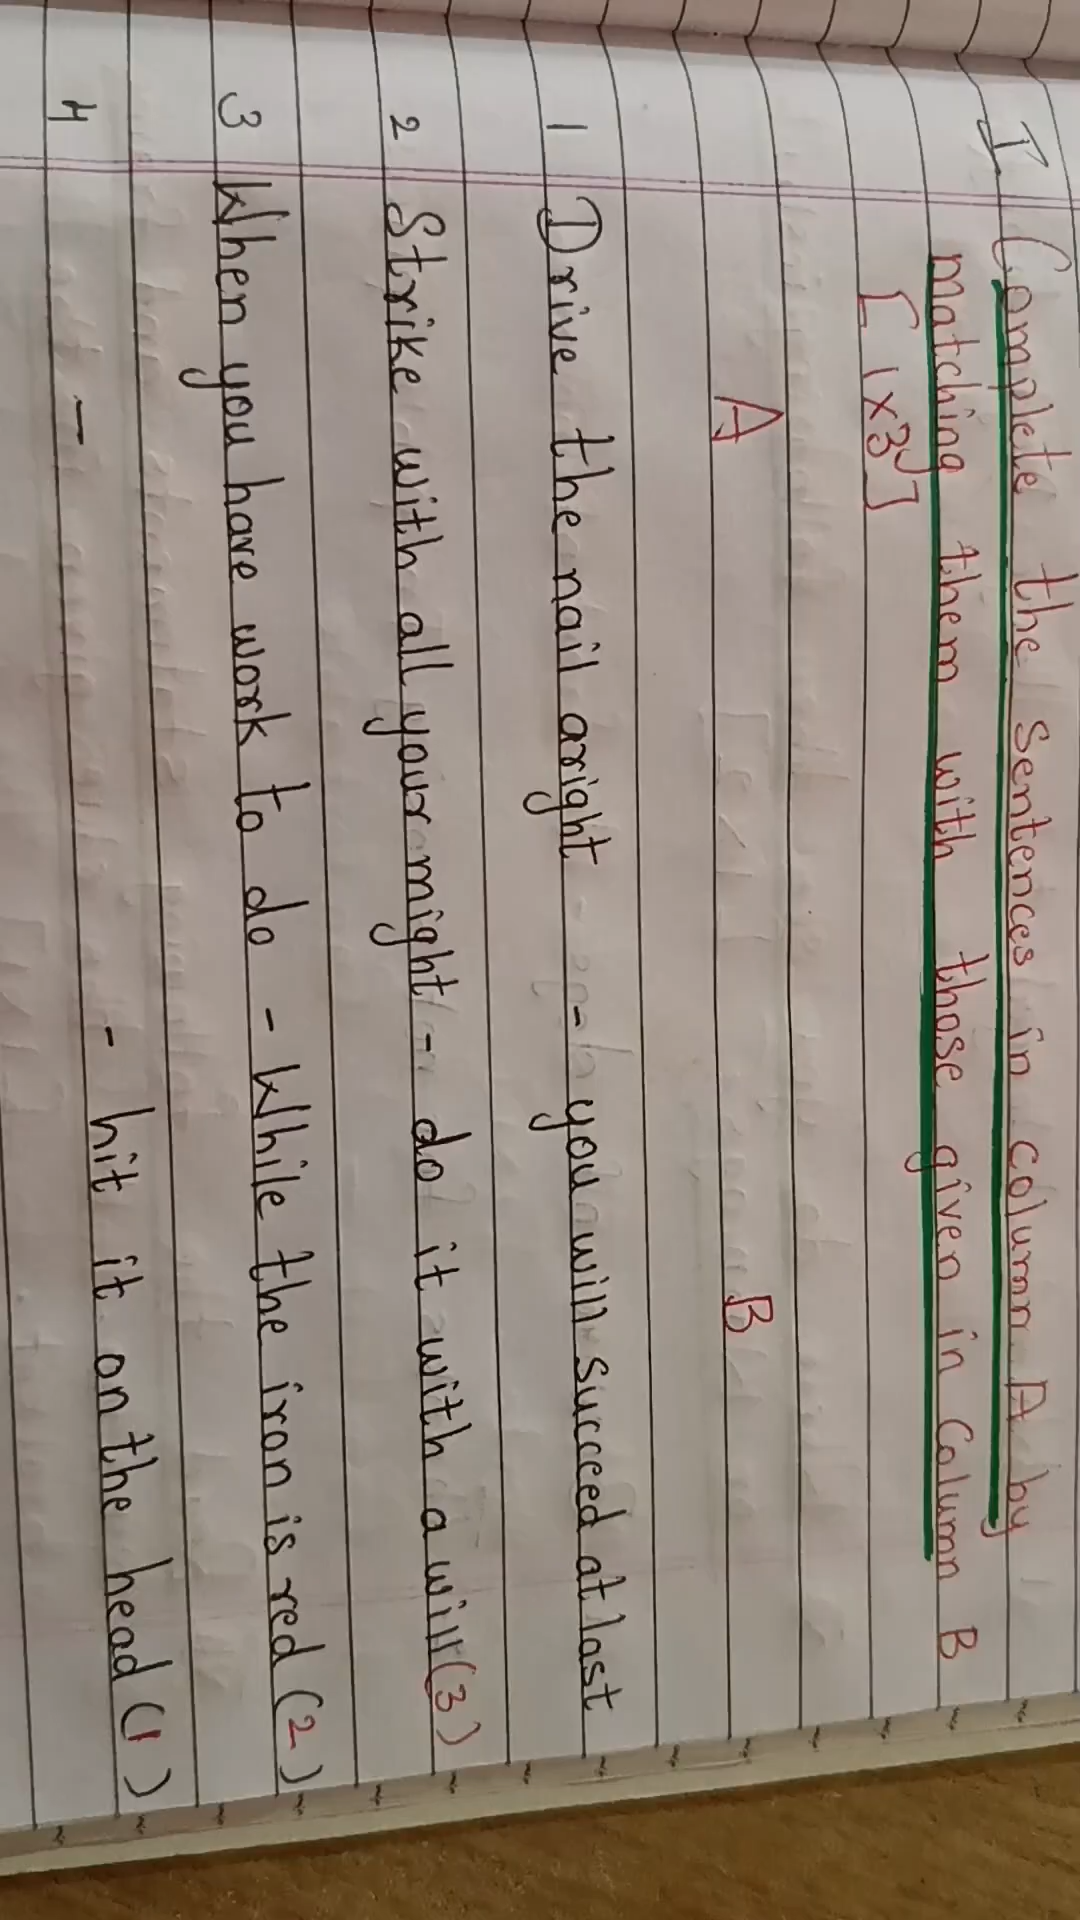 I Complete the Sentences in column A by
matching them with those given in Column B
[1x3]
A B
1 Drive the nail aright - you will succeed at last
2 Strike with all your might - do it with a will (3)
3 When you have work to do - While the iron is red (2)
4 - - hit it on the head (1)